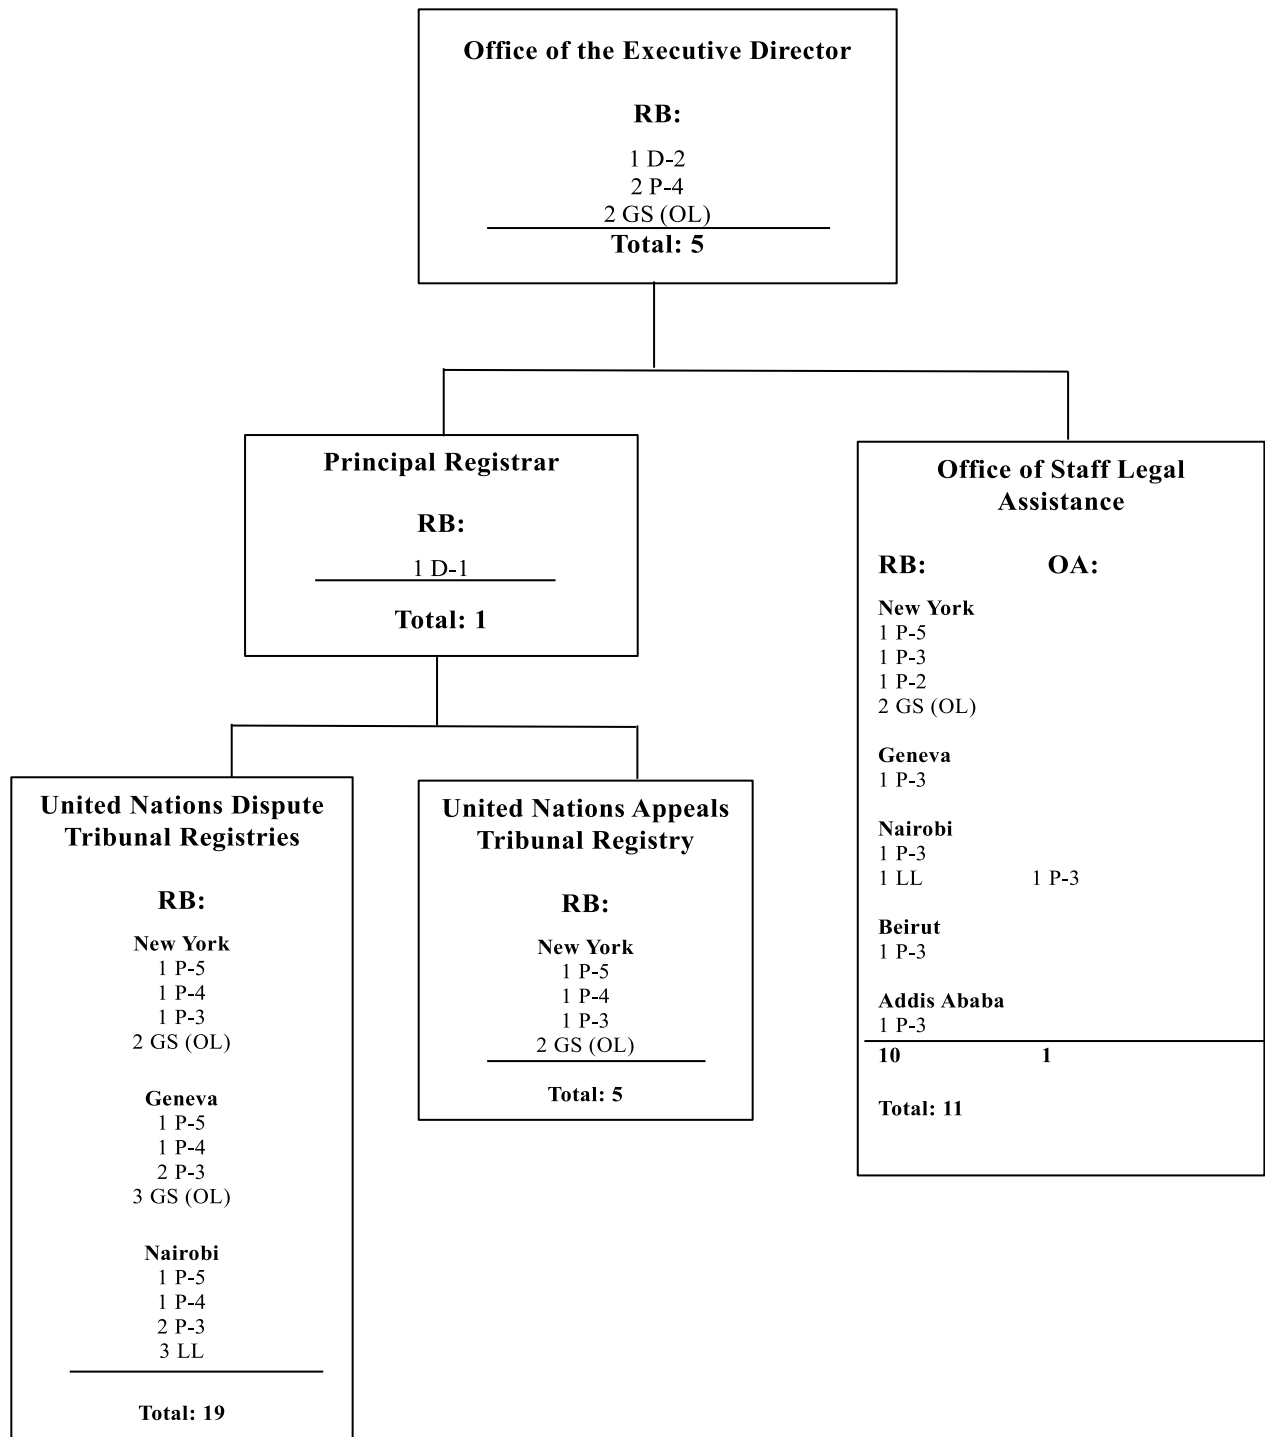 Office of the Executive Director
RB:
1 D-2
2 P-4
2 GS (OL)
Total: 5
Principal Registrar
RB:
1 D-1
Total: 1
Office of Staff Legal
Assistance
RB: OA:
New York
1 P-5
1 P-3
1 P-2
2 GS (OL)
Geneva
1 P-3
Nairobi
1 P-3
1 LL 1 P-3
Beirut
1 P-3
Addis Ababa
1 P-3
10 1
Total: 11
United Nations Dispute
Tribunal Registries
RB:
New York
1 P-5
1 P-4
1 P-3
2 GS (OL)
Geneva
1 P-5
1 P-4
2 P-3
3 GS (OL)
Nairobi
1 P-5
1 P-4
2 P-3
3 LL
Total: 19
United Nations Appeals
Tribunal Registry
RB:
New York
1 P-5
1 P-4
1 P-3
2 GS (OL)
Total: 5